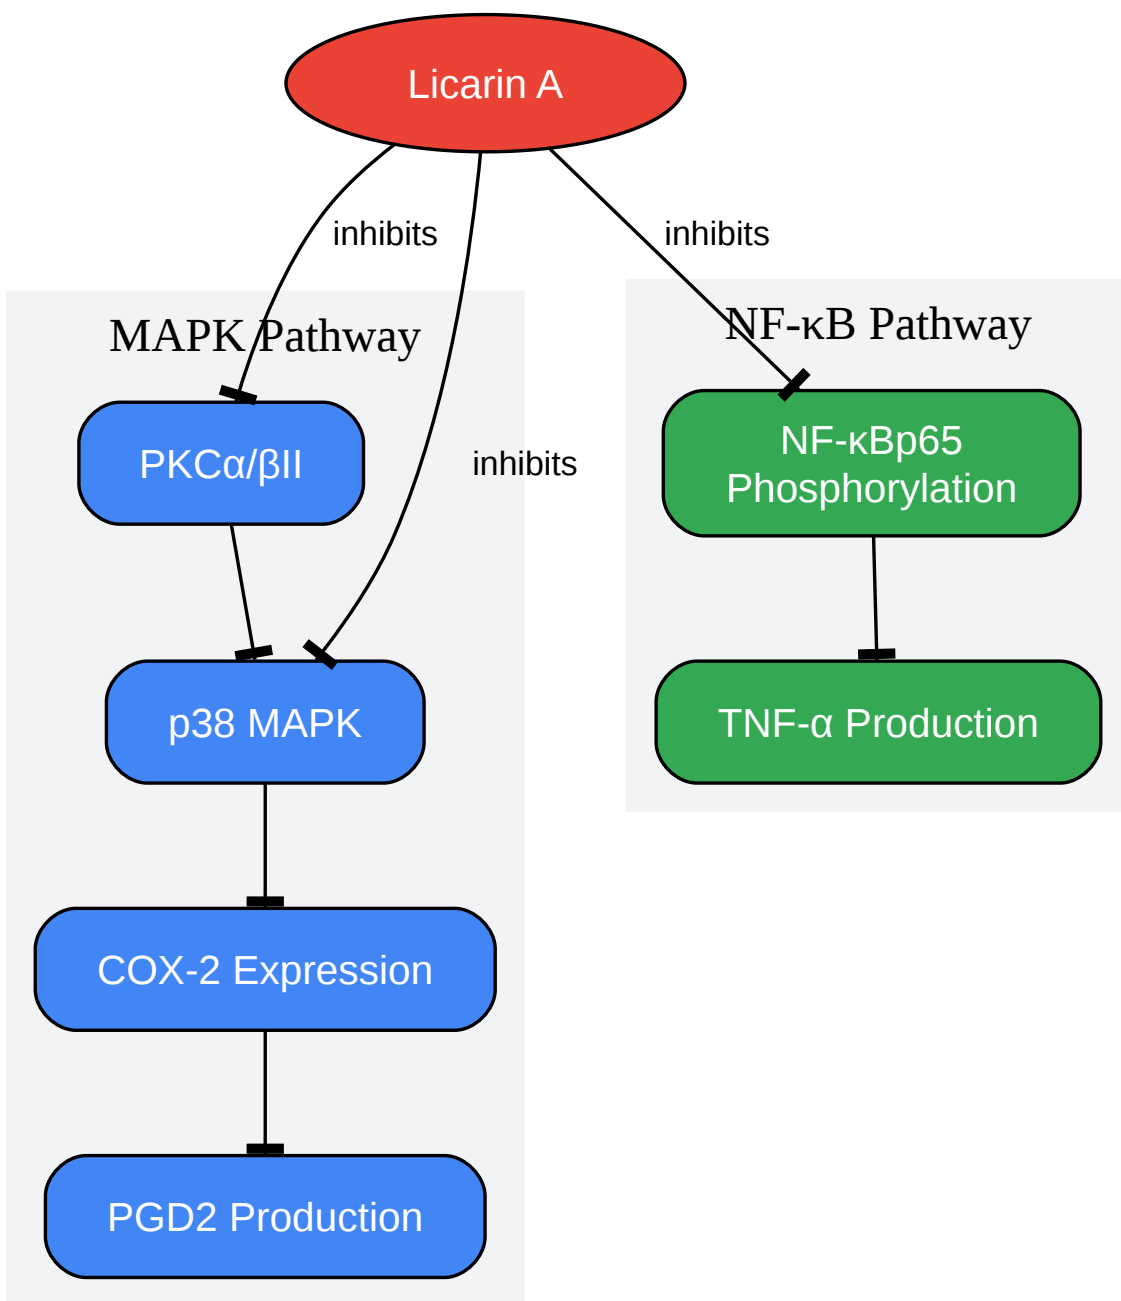 Licarin A
inhibits
inhibits
MAPK Pathway
NF-κB Pathway
PKCα/βII
inhibits
NF-κBp65
Phosphorylation
p38 MAPK
TNF-α Production
COX-2 Expression
PGD2 Production